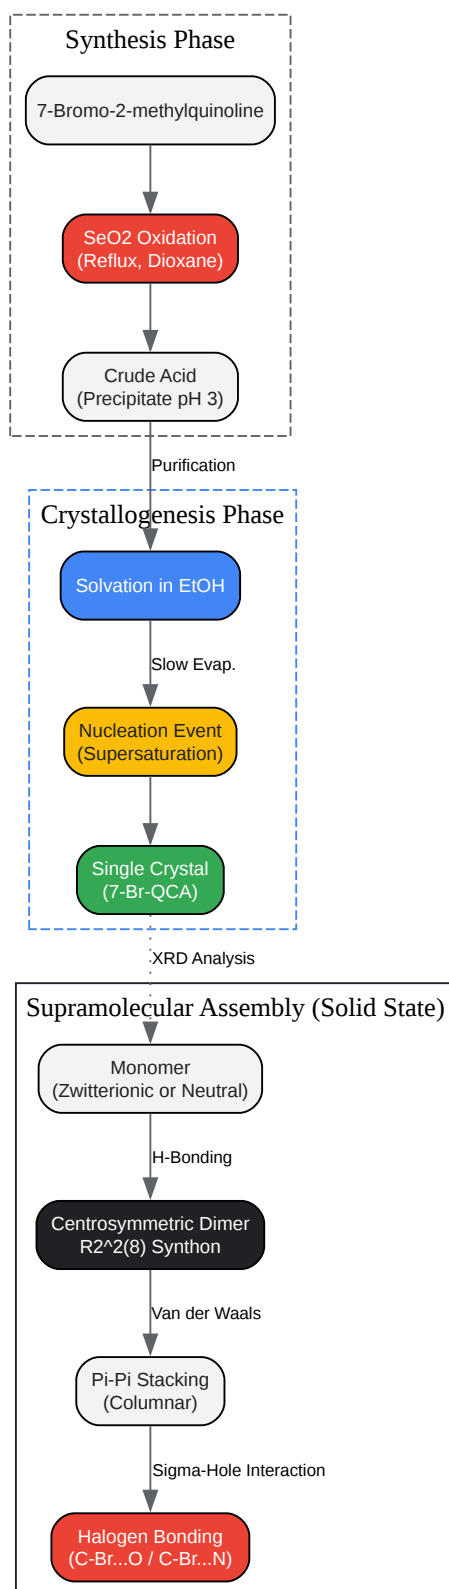 Synthesis Phase
7-Bromo-2-methylquinoline
SeO2 Oxidation
(Reflux, Dioxane)
Crude Acid
(Precipitate pH 3)
Purification
Crystallogenesis Phase
Solvation in EtOH
Slow Evap.
Nucleation Event
(Supersaturation)
Single Crystal
(7-Br-QCA)
XRD Analysis
Supramolecular Assembly (Solid State)
Monomer
(Zwitterionic or Neutral)
H-Bonding
Centrosymmetric Dimer
R2^2(8) Synthon
Van der Waals
Pi-Pi Stacking
(Columnar)
Sigma-Hole Interaction
Halogen Bonding
(C-Br...O / C-Br...N)